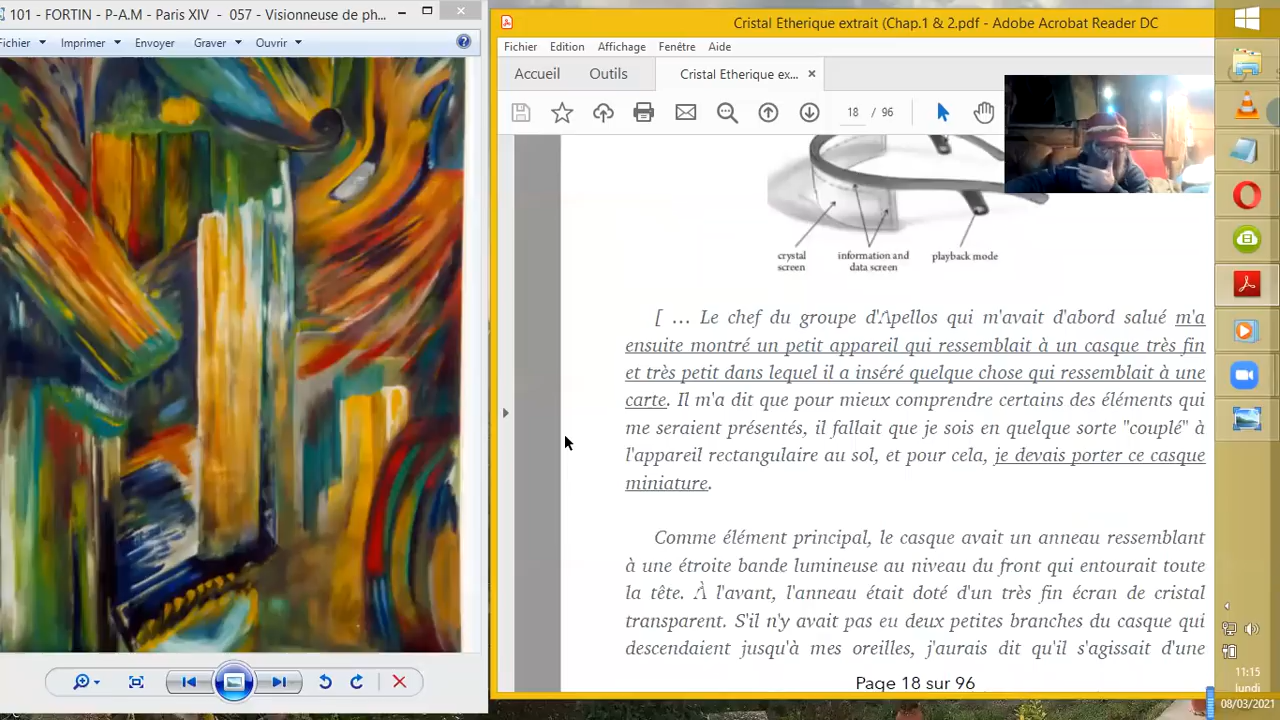 101 - FORTIN - P-A.M - Paris XIV - 057 - Visionneuse de ph...
Fichier Imprimer Envoyer Graver Ouvrir
Cristal Etherique extrait (Chap.1 & 2.pdf - Adobe Acrobat Reader DC
Fichier Edition Affichage Fenêtre Aide
Accueil Outils Cristal Etherique ex...
18 / 96
crystal screen
information and data screen
playback mode
[ ... Le chef du groupe d'Apellos qui m'avait d'abord salué m'a
ensuite montré un petit appareil qui ressemblait à un casque très fin
et très petit dans lequel il a inséré quelque chose qui ressemblait à une
carte. Il m'a dit que pour mieux comprendre certains des éléments qui
me seraient présentés, il fallait que je sois en quelque sorte "couplé" à
l'appareil rectangulaire au sol, et pour cela, je devais porter ce casque
miniature.
Comme élément principal, le casque avait un anneau ressemblant
à une étroite bande lumineuse au niveau du front qui entourait toute
la tête. À l'avant, l'anneau était doté d'un très fin écran de cristal
transparent. S'il n'y avait pas eu deux petites branches du casque qui
descendaient jusqu'à mes oreilles, j'aurais dit qu'il s'agissait d'une
Page 18 sur 96
11:15
lundi
08/03/2021